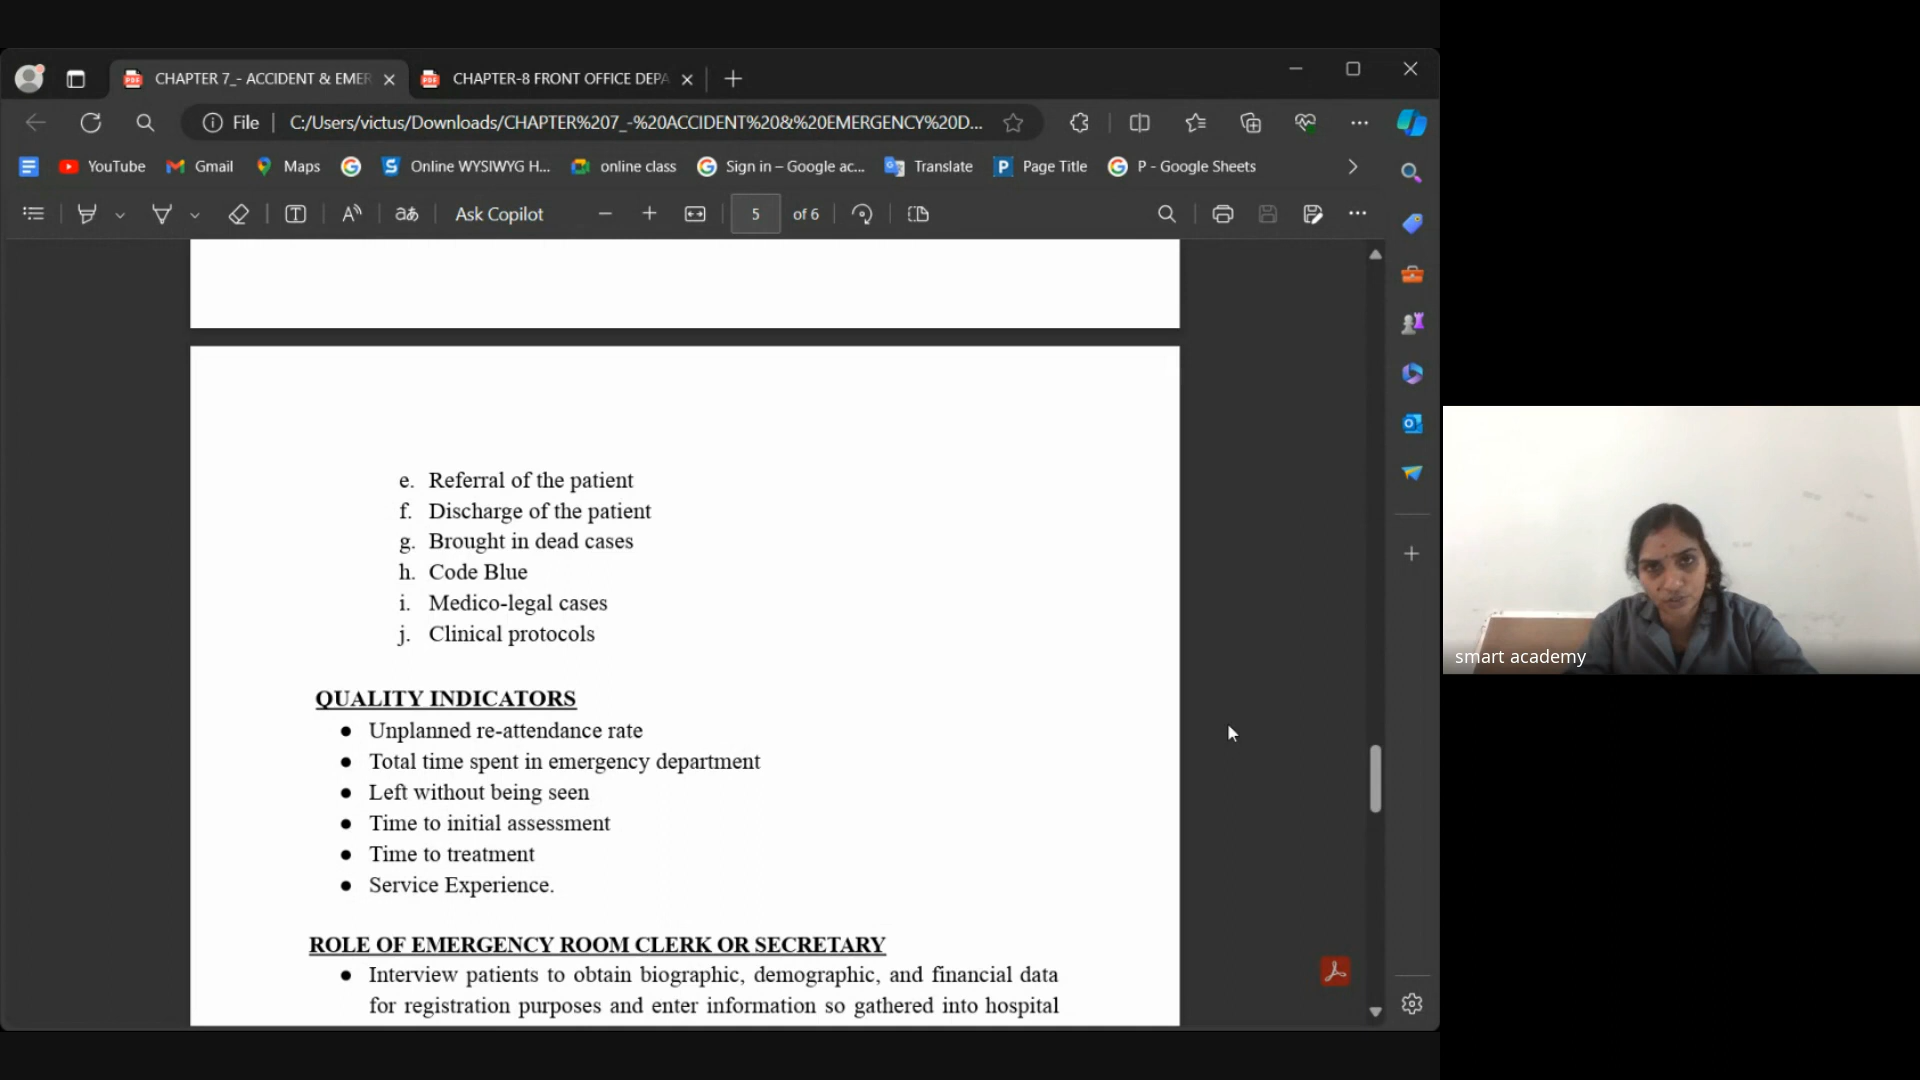 CHAPTER 7_- ACCIDENT & EMER
CHAPTER-8 FRONT OFFICE DEPA
File
C:/Users/victus/Downloads/CHAPTER%207_-%20ACCIDENT%20&%20EMERGENCY%20D...
YouTube
Gmail
Maps
Online WYSIWYG H...
online class
Sign in – Google ac...
Translate
Page Title
P - Google Sheets
Ask Copilot
5 of 6
e. Referral of the patient
f. Discharge of the patient
g. Brought in dead cases
h. Code Blue
i. Medico-legal cases
j. Clinical protocols
QUALITY INDICATORS
● Unplanned re-attendance rate
● Total time spent in emergency department
● Left without being seen
● Time to initial assessment
● Time to treatment
● Service Experience.
ROLE OF EMERGENCY ROOM CLERK OR SECRETARY
● Interview patients to obtain biographic, demographic, and financial data
for registration purposes and enter information so gathered into hospital
smart academy